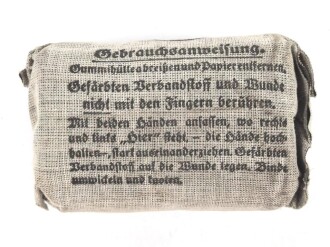 Gebrauchsanweisung.
Gummihülle abreißen und Papier entfernen.
Gefärbten Verbandstoff und Wunde
nicht mit den Fingern berühren.
Mit beiden Händen anfassen, wo rechts
und links „Hier“ steht, – die Hände hoch
halten –, stark auseinanderziehen. Gefärbten
Verbandstoff auf die Wunde legen. Binde
umwickeln und knoten.